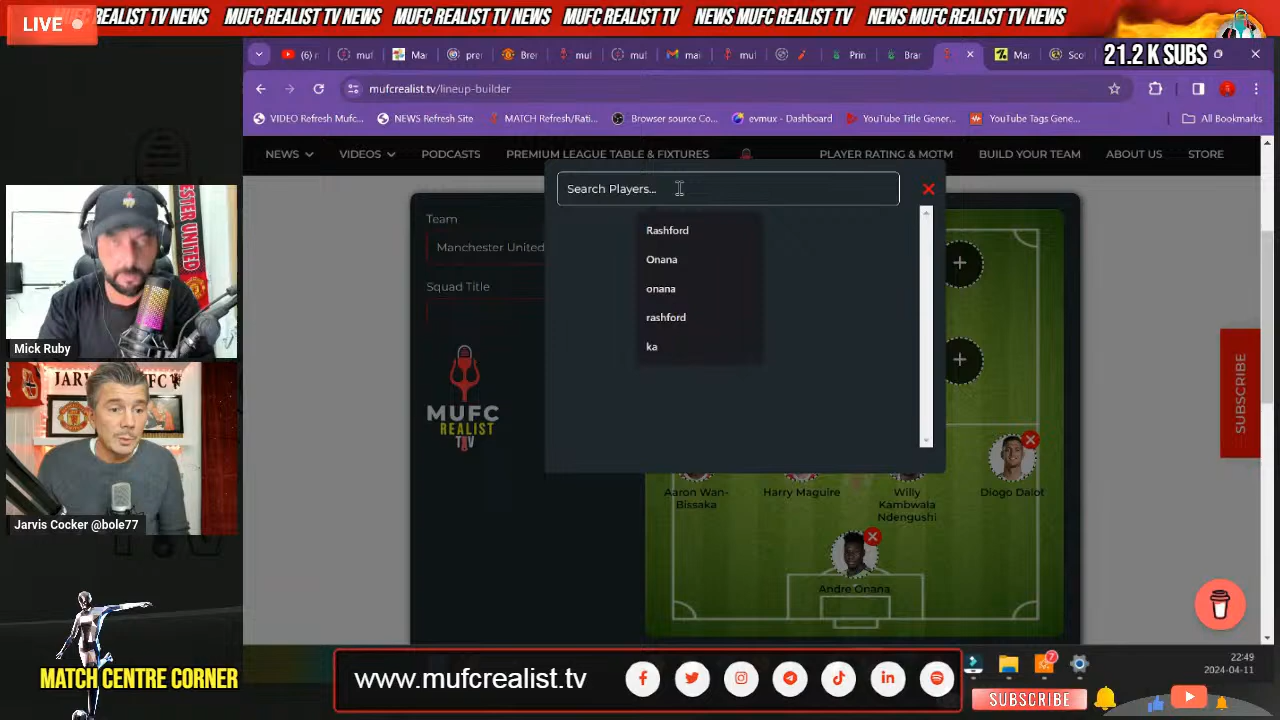 LIVE
REALIST TV NEWS MUFC REALIST TV NEWS MUFC REALIST TV NEWS MUFC REALIST TV NEWS MUFC REALIST TV NEWS MUFC REALIST TV NEWS
21.2 K SUBS
mufcrealist.tv/lineup-builder
VIDEO Refresh Mufc... NEWS Refresh Site MATCH Refresh/Rati... Browser source Co... evmux - Dashboard YouTube Title Gener... YouTube Tags Gene... All Bookmarks
NEWS VIDEOS PODCASTS PREMIUM LEAGUE TABLE & FIXTURES PLAYER RATING & MOTM BUILD YOUR TEAM ABOUT US STORE
Search Players...
Rashford
Onana
onana
rashford
ka
Team
Manchester United
Squad Title
MUFC
REALIST
TV
Aaron Wan-
Bissaka
Harry Maguire
Willy
Kambwala
Ndengushi
Diogo Dalot
Andre Onana
SUBSCRIBE
Mick Ruby
Jarvis Cocker @bole77
MATCH CENTRE CORNER
www.mufcrealist.tv
7
22:49
2024-04-11
SUBSCRIBE